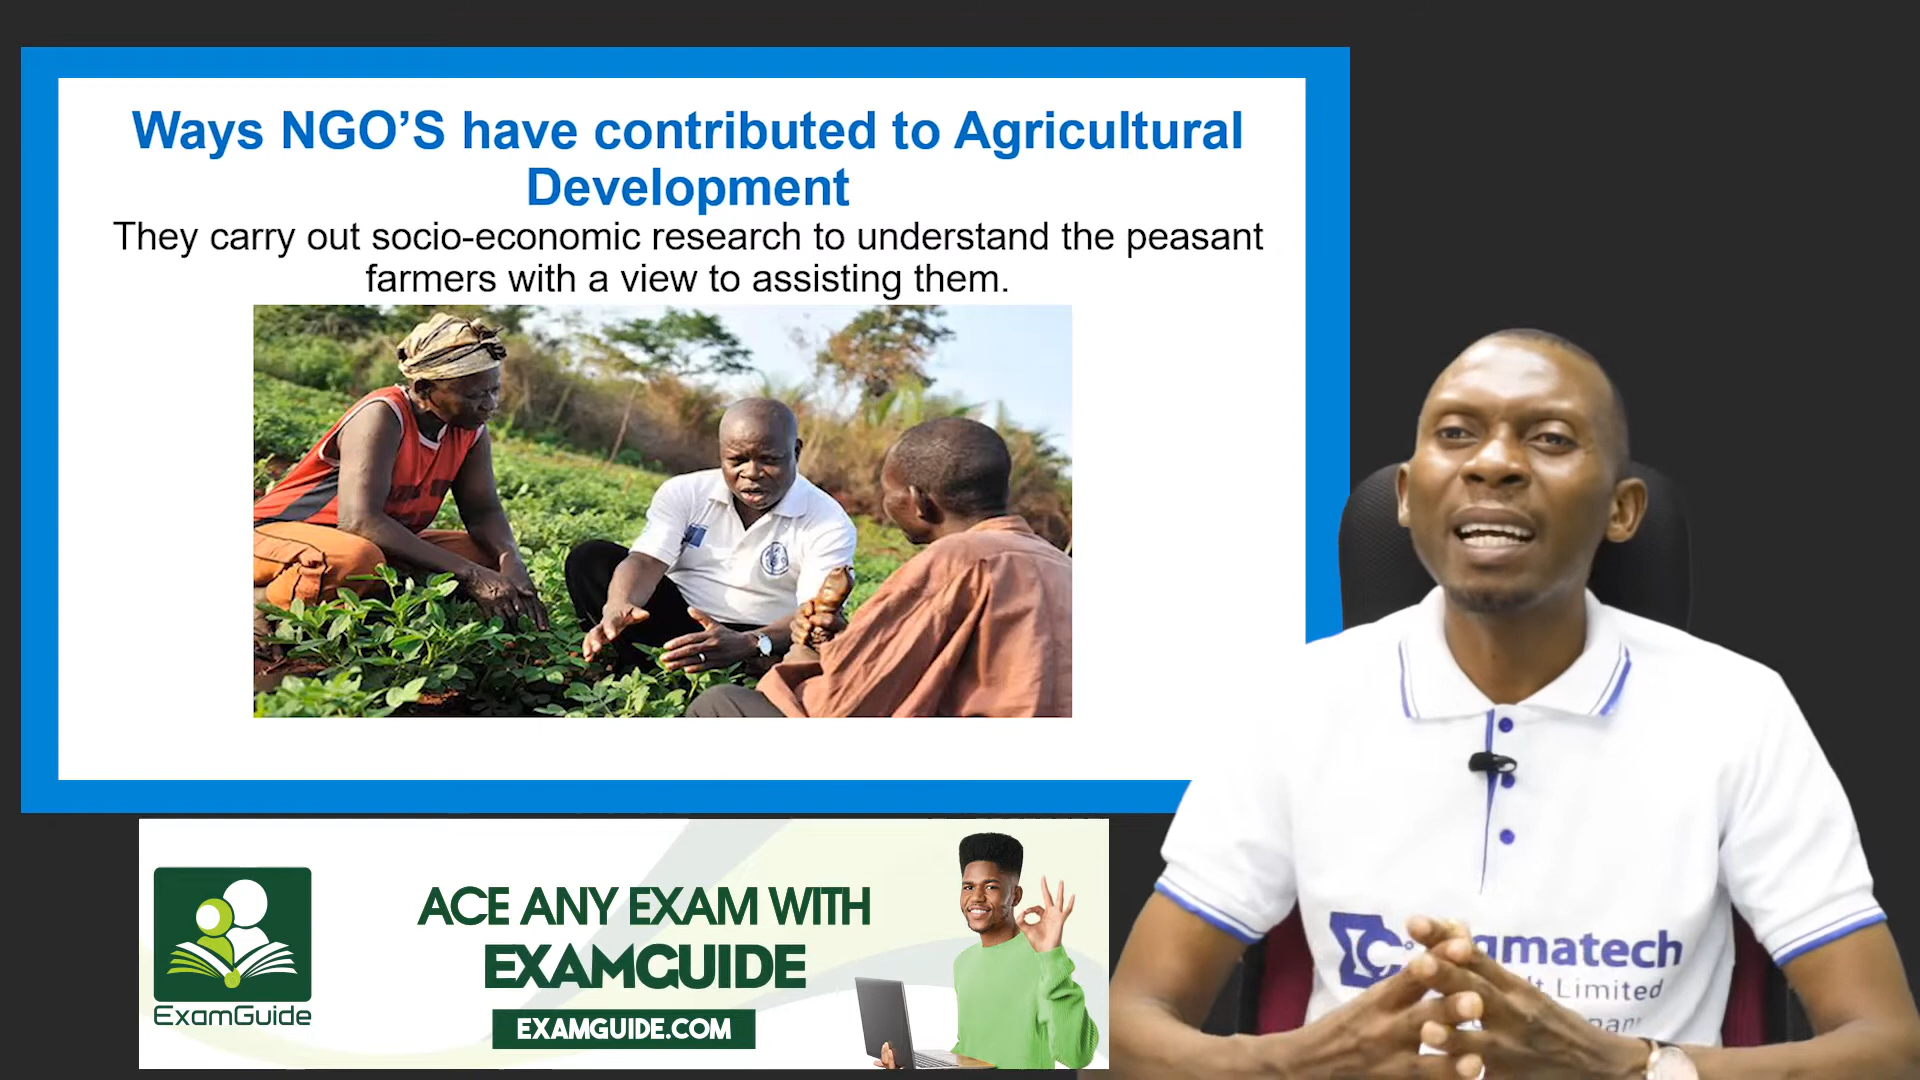 Ways NGO’S have contributed to Agricultural
Development
They carry out socio-economic research to understand the peasant
farmers with a view to assisting them.
ExamGuide
ACE ANY EXAM WITH
EXAMGUIDE
EXAMGUIDE.COM
Limited